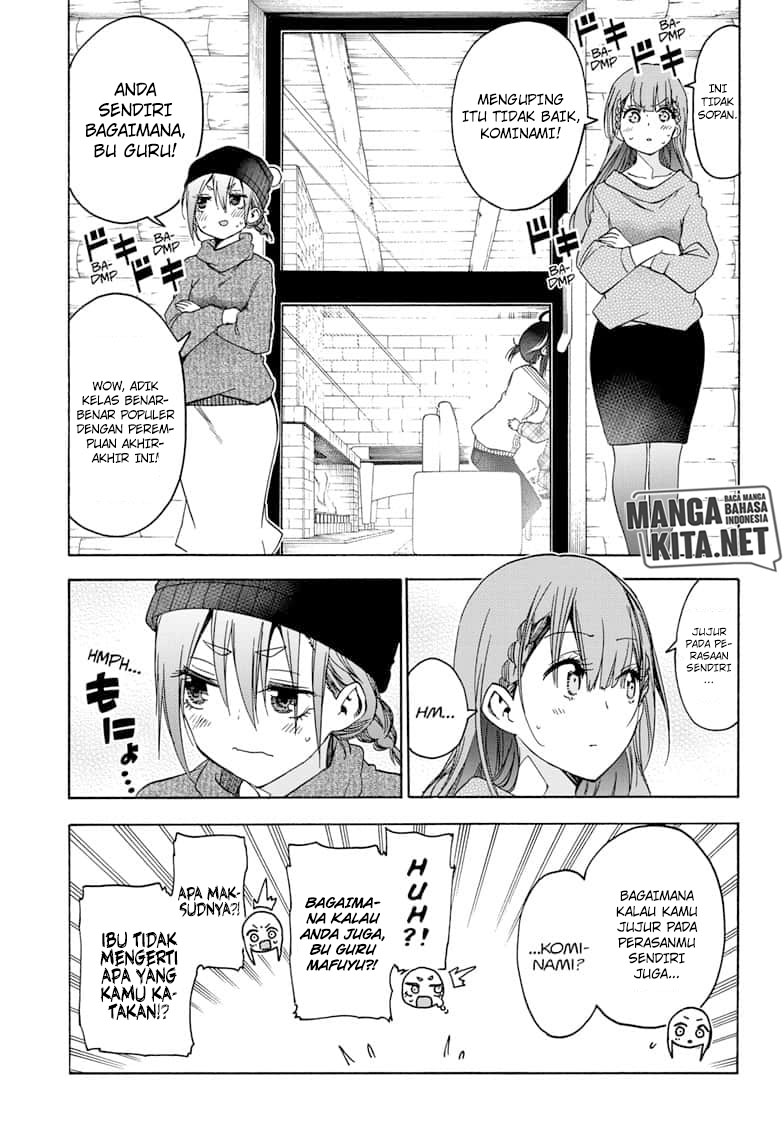 INI
TIDAK
SOPAN.
BA-
DMP
BA-
DMP
ドキ
ドキ
MENGUPING
ITU TIDAK BAIK,
KOMINAMI!
BA-
DMP
BA-
DMP
ドキ
ドキ
ANDA
SENDIRI
BAGAIMANA,
BU GURU!
BA-
DMP
BA-
DMP
ドキ
ドキ
WOW, ADIK
KELAS BENAR-
BENAR POPULER
DENGAN PEREM-
PUAN AKHIR-
AKHIR INI!
MANGA
KITA.NET
BACA MANGA
BAHASA
INDONESIA
JUJUR
PADA PE-
RASAAN
SENDIRI
...
HM...
HMPH...
もにょ...
BAGAIMANA
KALAU KAMU
JUJUR PADA
PERASANMU
SENDIRI
JUGA...
...KOMI-
NAMI?
HUH?!
BAGAIMA-
NA KALAU
ANDA JUGA,
BU GURU
MAFUYU?!
APA MAK-
SUDNYA?!
IBU TIDAK
MENGERTI
APA YANG
KAMU KA-
TAKAN!?